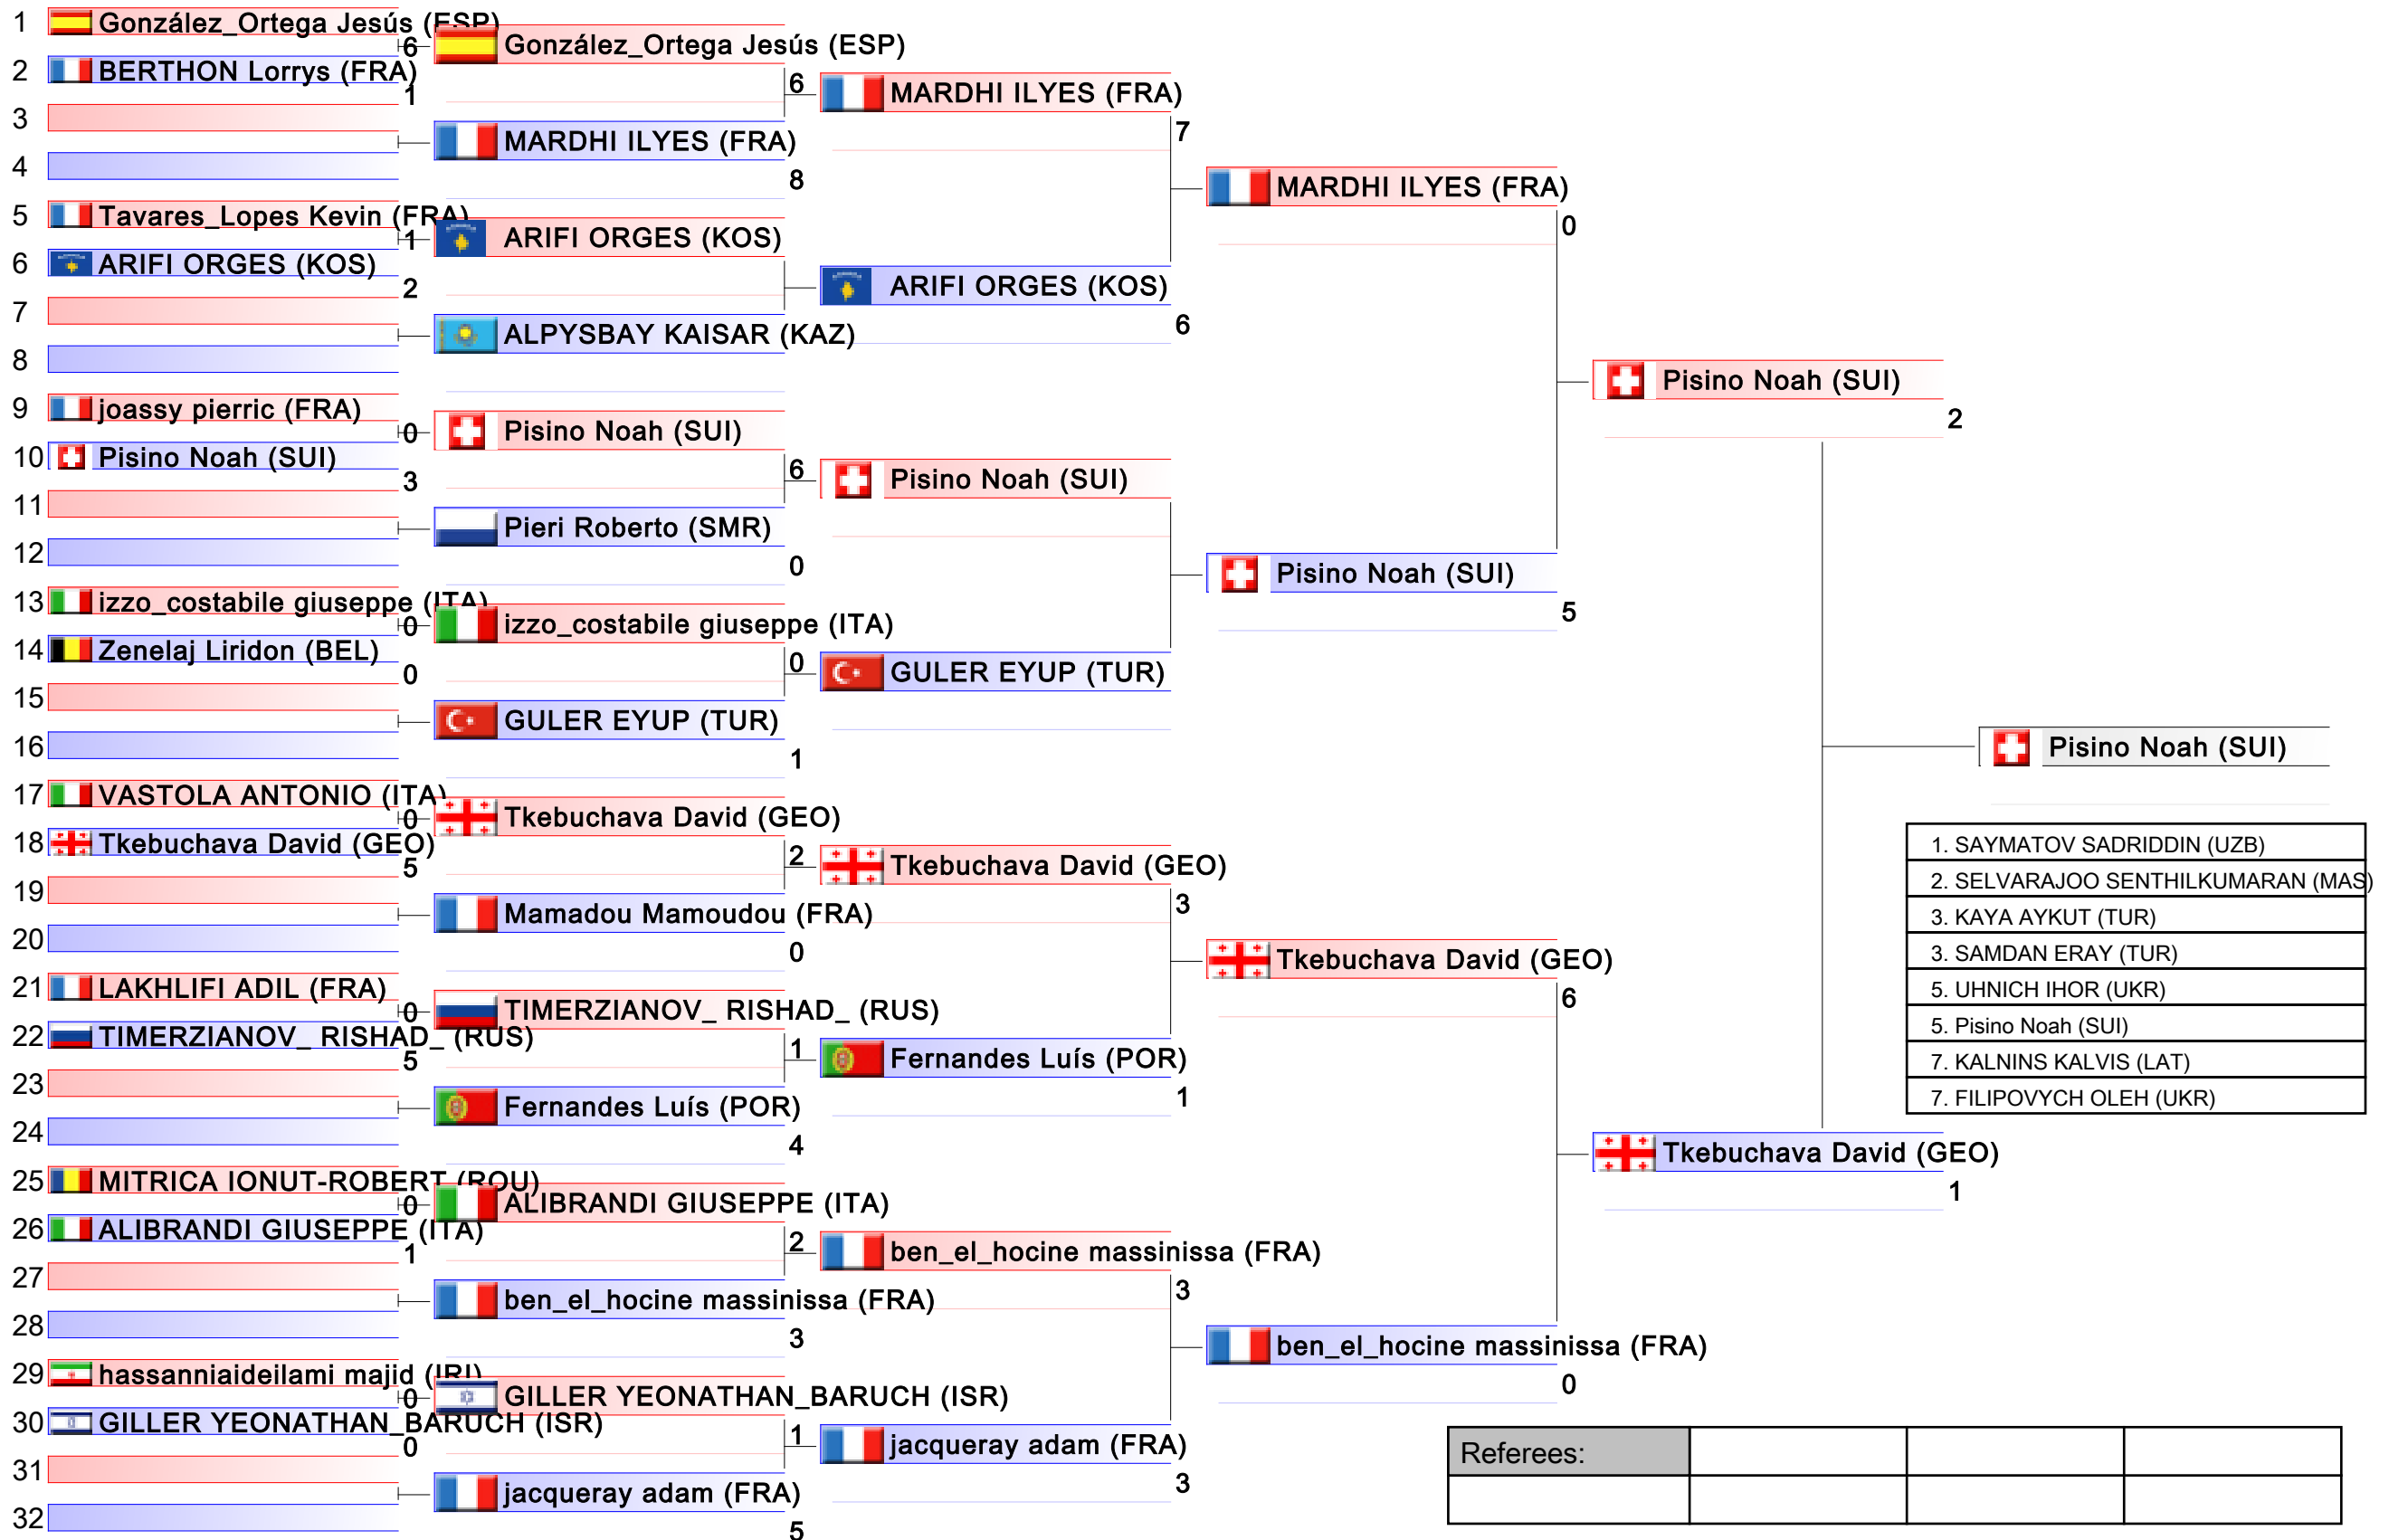 1 González_Ortega Jesús (ESP)
6
2 BERTHON Lorrys (FRA)
1
3
4
5 Tavares_Lopes Kevin (FRA)
1
6 ARIFI ORGES (KOS)
2
7
8
9 joassy pierric (FRA)
0
10 Pisino Noah (SUI)
3
11
12
13 izzo_costabile giuseppe (ITA)
0
14 Zenelaj Liridon (BEL)
0
15
16
17 VASTOLA ANTONIO (ITA)
0
18 Tkebuchava David (GEO)
5
19
20
21 LAKHLIFI ADIL (FRA)
0
22 TIMERZIANOV_ RISHAD_ (RUS)
5
23
24
25 MITRICA IONUT-ROBERT (ROU)
0
26 ALIBRANDI GIUSEPPE (ITA)
1
27
28
29 hassanniaideilami majid (IRI)
0
30 GILLER YEONATHAN_BARUCH (ISR)
0
31
32
González_Ortega Jesús (ESP)
6
MARDHI ILYES (FRA)
8
ARIFI ORGES (KOS)
ALPYSBAY KAISAR (KAZ)
Pisino Noah (SUI)
6
Pieri Roberto (SMR)
0
izzo_costabile giuseppe (ITA)
0
GULER EYUP (TUR)
1
Tkebuchava David (GEO)
2
Mamadou Mamoudou (FRA)
0
TIMERZIANOV_ RISHAD_ (RUS)
1
Fernandes Luís (POR)
4
ALIBRANDI GIUSEPPE (ITA)
2
ben_el_hocine massinissa (FRA)
3
GILLER YEONATHAN_BARUCH (ISR)
1
jacqueray adam (FRA)
5
MARDHI ILYES (FRA)
7
ARIFI ORGES (KOS)
6
Pisino Noah (SUI)
GULER EYUP (TUR)
Tkebuchava David (GEO)
3
Fernandes Luís (POR)
1
ben_el_hocine massinissa (FRA)
3
jacqueray adam (FRA)
3
MARDHI ILYES (FRA)
0
Pisino Noah (SUI)
5
Tkebuchava David (GEO)
6
ben_el_hocine massinissa (FRA)
0
Pisino Noah (SUI)
2
Tkebuchava David (GEO)
1
Pisino Noah (SUI)
1. SAYMATOV SADRIDDIN (UZB)
2. SELVARAJOO SENTHILKUMARAN (MAS)
3. KAYA AYKUT (TUR)
3. SAMDAN ERAY (TUR)
5. UHNICH IHOR (UKR)
5. Pisino Noah (SUI)
7. KALNINS KALVIS (LAT)
7. FILIPOVYCH OLEH (UKR)
Referees: